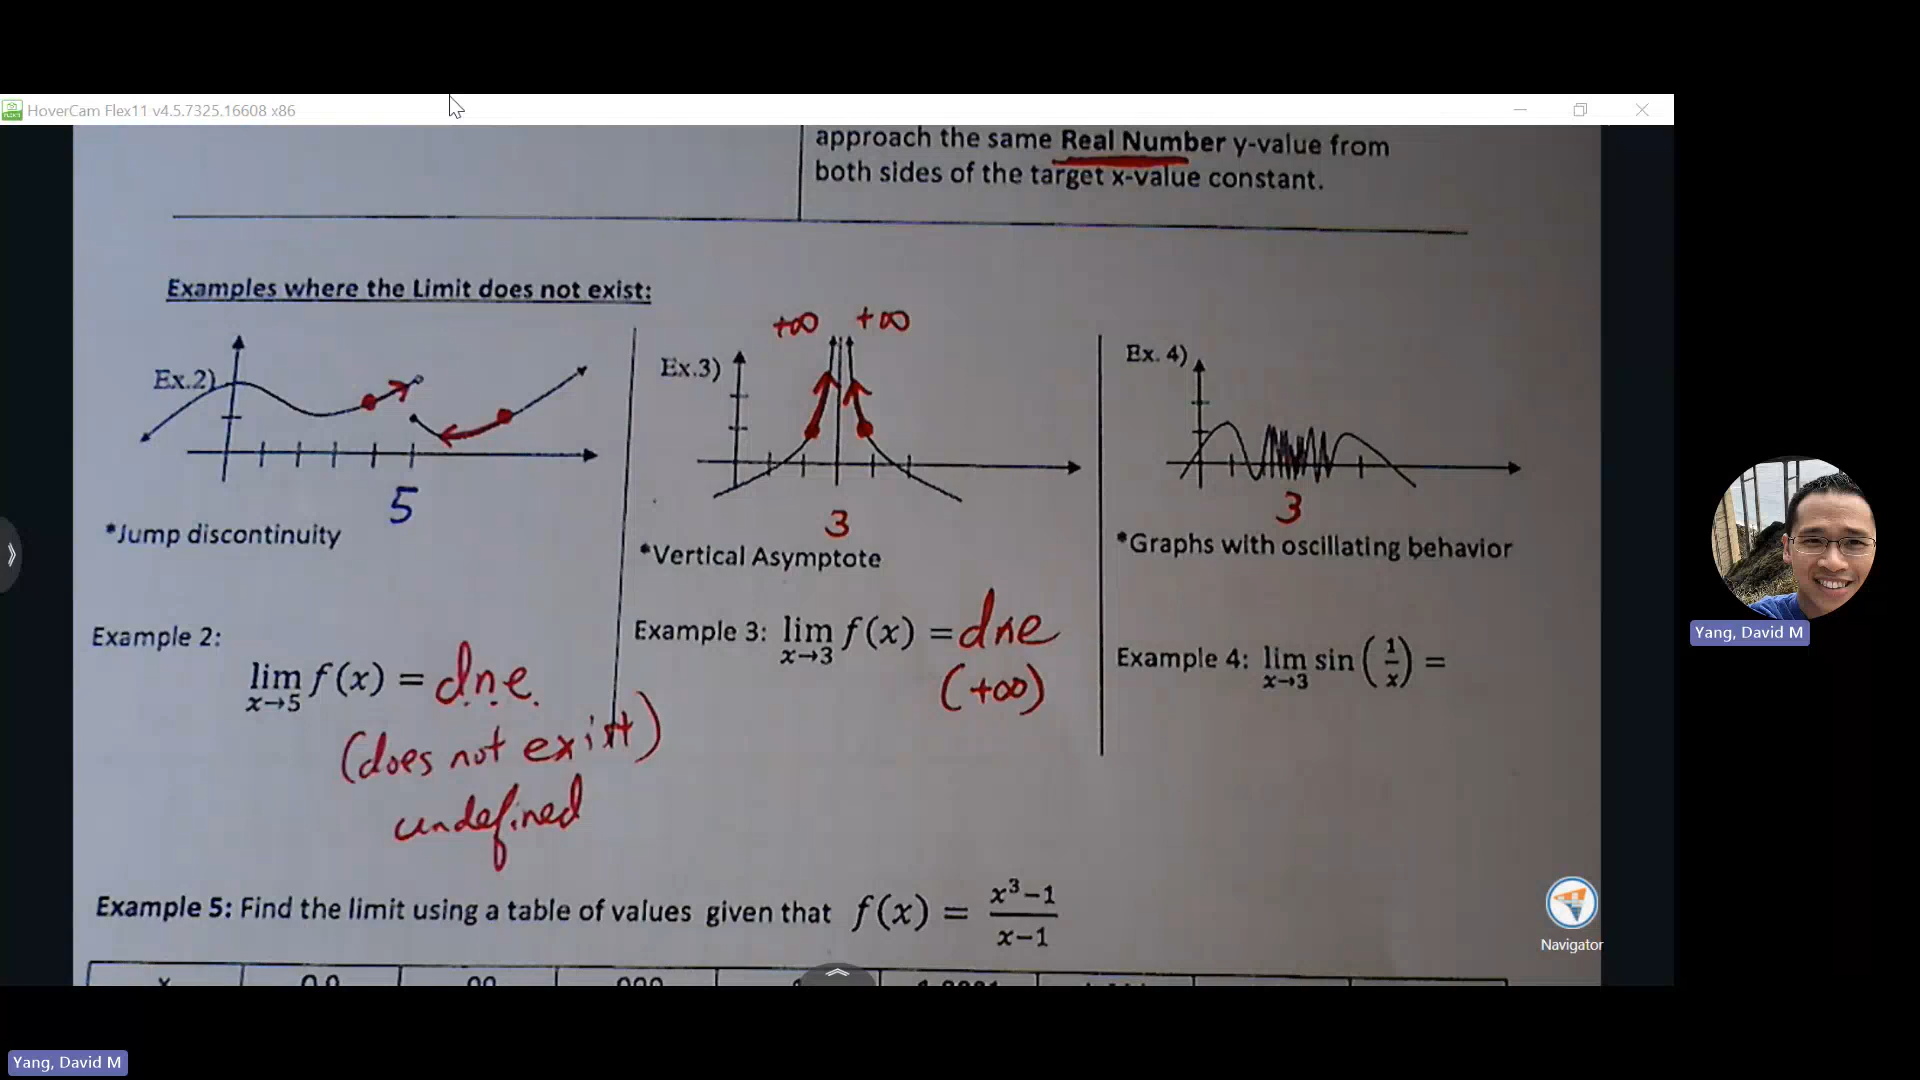 HoverCam Flex11 v4.5.7325.16608 x86
approach the same Real Number y-value from
both sides of the target x-value constant.
Examples where the Limit does not exist:
Ex.2)
5
*Jump discontinuity
Example 2:
lim f(x) = dne
x→5
(does not exist)
undefined
+∞ +∞
Ex.3)
3
*Vertical Asymptote
Example 3: lim f(x) = dne
x→3
(+∞)
Ex. 4)
3
*Graphs with oscillating behavior
Example 4: lim sin (1/x) =
x→3
Example 5: Find the limit using a table of values given that f(x) = x³−1
x−1
Navigator
Yang, David M
Yang, David M